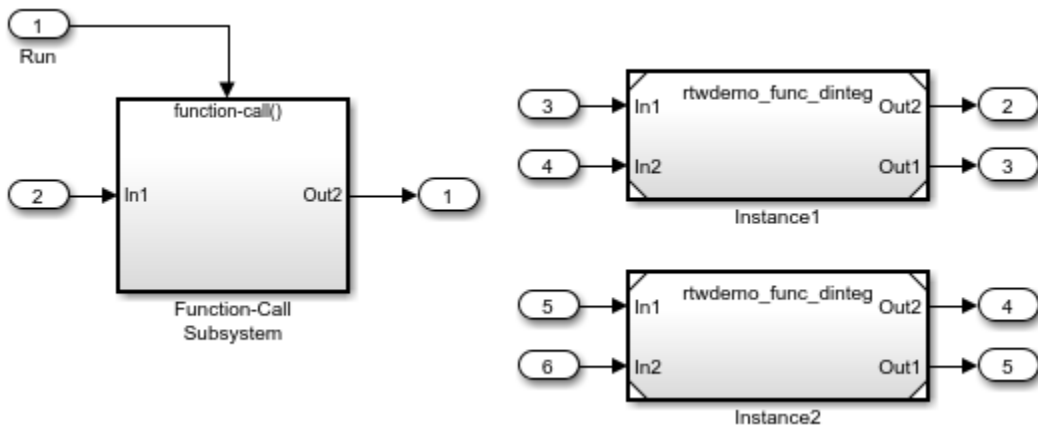 1
Run
function-call()
2
In1
Out2
1
Function-Call
Subsystem
rtwdemo_func_dinteg
3
In1
Out2
2
4
In2
Out1
3
Instance1
rtwdemo_func_dinteg
5
In1
Out2
4
6
In2
Out1
5
Instance2